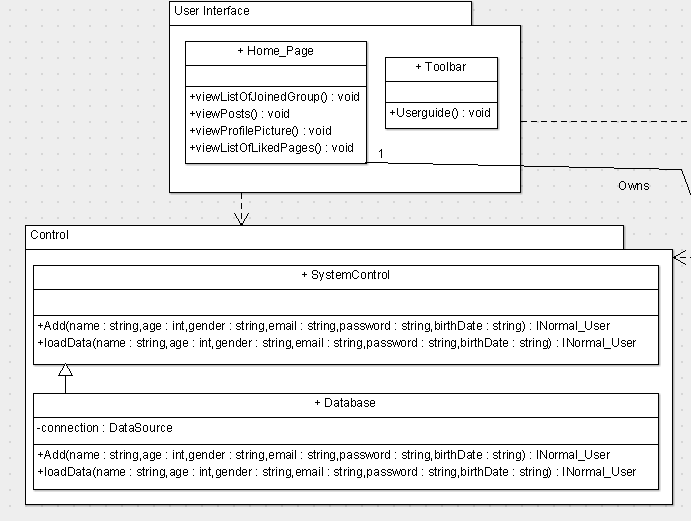 User Interface
+ Home_Page
+viewListOfJoinedGroup() : void
+viewPosts() : void
+viewProfilePicture() : void
+viewListOfLikedPages() : void
+ Toolbar
+Userguide() : void
1
Owns
Control
+ SystemControl
+Add(name : string,age : int,gender : string,email : string,password : string,birthDate : string) : INormal_User
+loadData(name : string,age : int,gender : string,email : string,password : string,birthDate : string) : INormal_User
+ Database
-connection : DataSource
+Add(name : string,age : int,gender : string,email : string,password : string,birthDate : string) : INormal_User
+loadData(name : string,age : int,gender : string,email : string,password : string,birthDate : string) : INormal_User